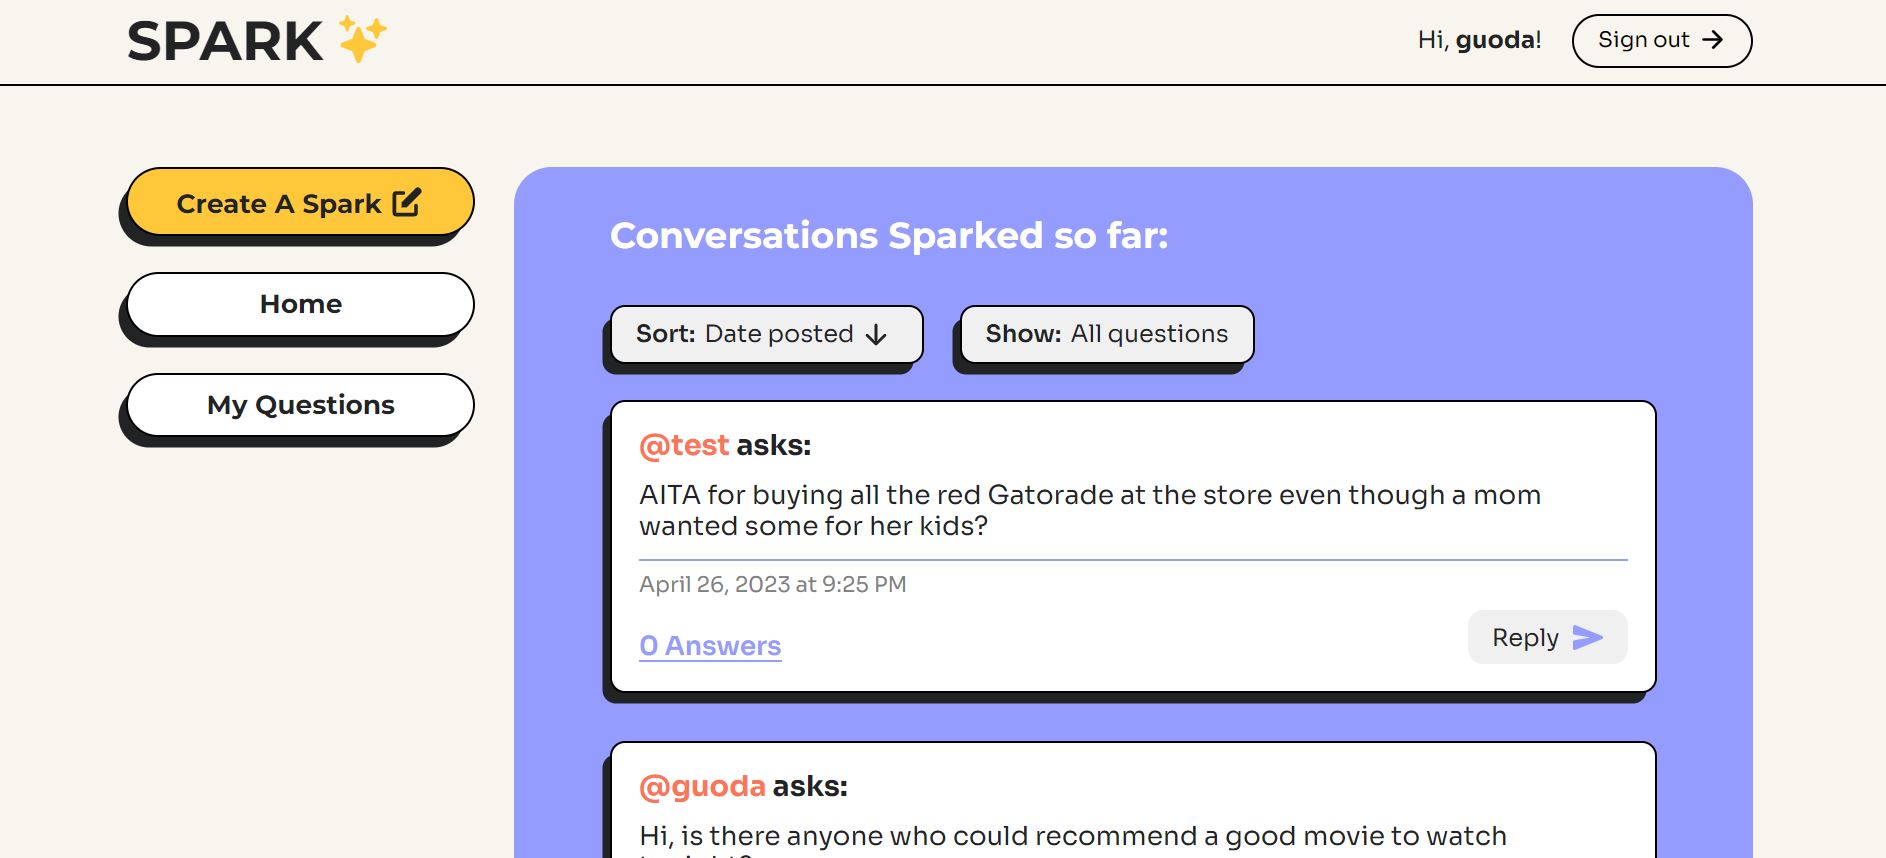 SPARK
Hi, guoda!
Sign out
Create A Spark
Home
My Questions
Conversations Sparked so far:
Sort: Date posted
Show: All questions
@test asks:
AITA for buying all the red Gatorade at the store even though a mom
wanted some for her kids?
April 26, 2023 at 9:25 PM
0 Answers
Reply
@guoda asks:
Hi, is there anyone who could recommend a good movie to watch